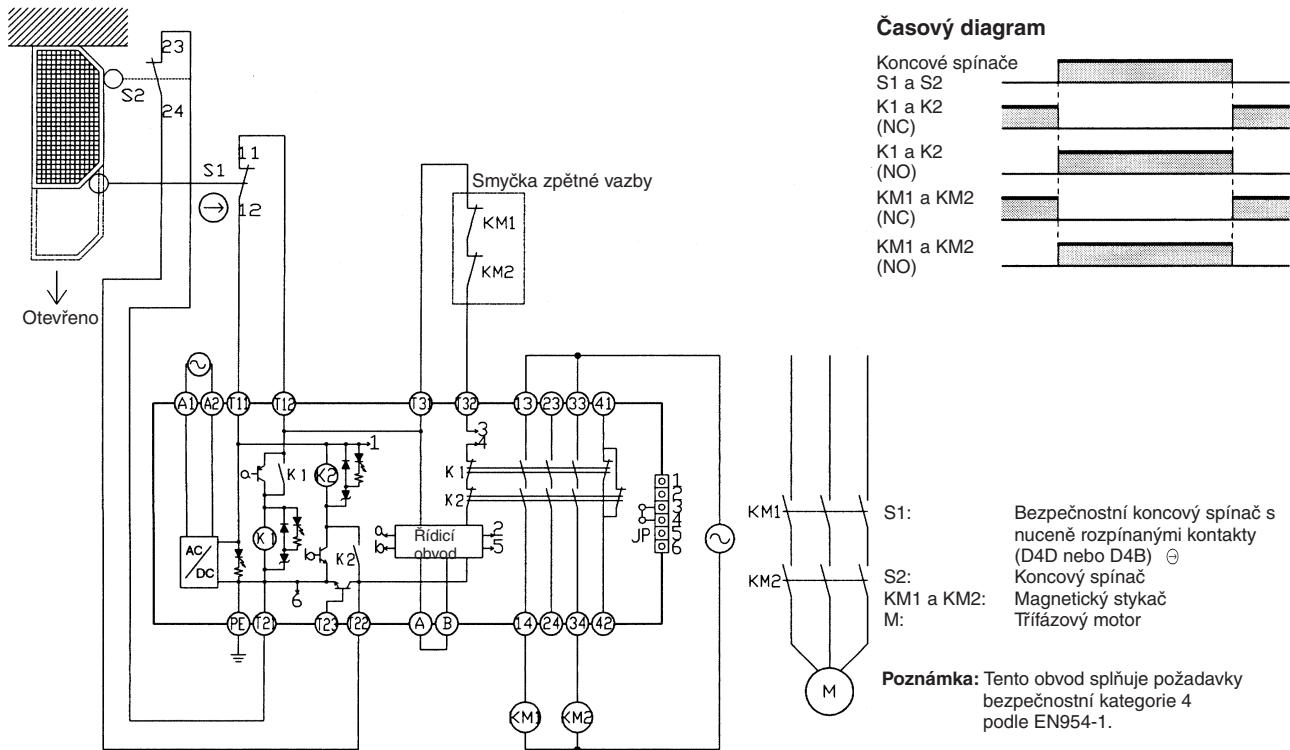 23
S2
24
11
S1
12
Otevřeno
Smyčka zpětné vazby
KM1
KM2
A1 A2 T11 T12 T31 T32 13 23 33 41
1
3
4
a
K1
K2
K1
K2
1
2
3
4
5
6
JP
K1
b
K2
a
b
Řídicí
obvod
2
5
AC/
DC
6
PE T21 T23 T22 A B 14 24 34 42
KM1 KM2
KM1
KM2
M
Časový diagram
Koncové spínače
S1 a S2
K1 a K2
(NC)
K1 a K2
(NO)
KM1 a KM2
(NC)
KM1 a KM2
(NO)
S1: Bezpečnostní koncový spínač s
nuceně rozpínanými kontakty
(D4D nebo D4B)
S2: Koncový spínač
KM1 a KM2: Magnetický stykač
M: Třífázový motor
Poznámka: Tento obvod splňuje požadavky
bezpečnostní kategorie 4
podle EN954-1.